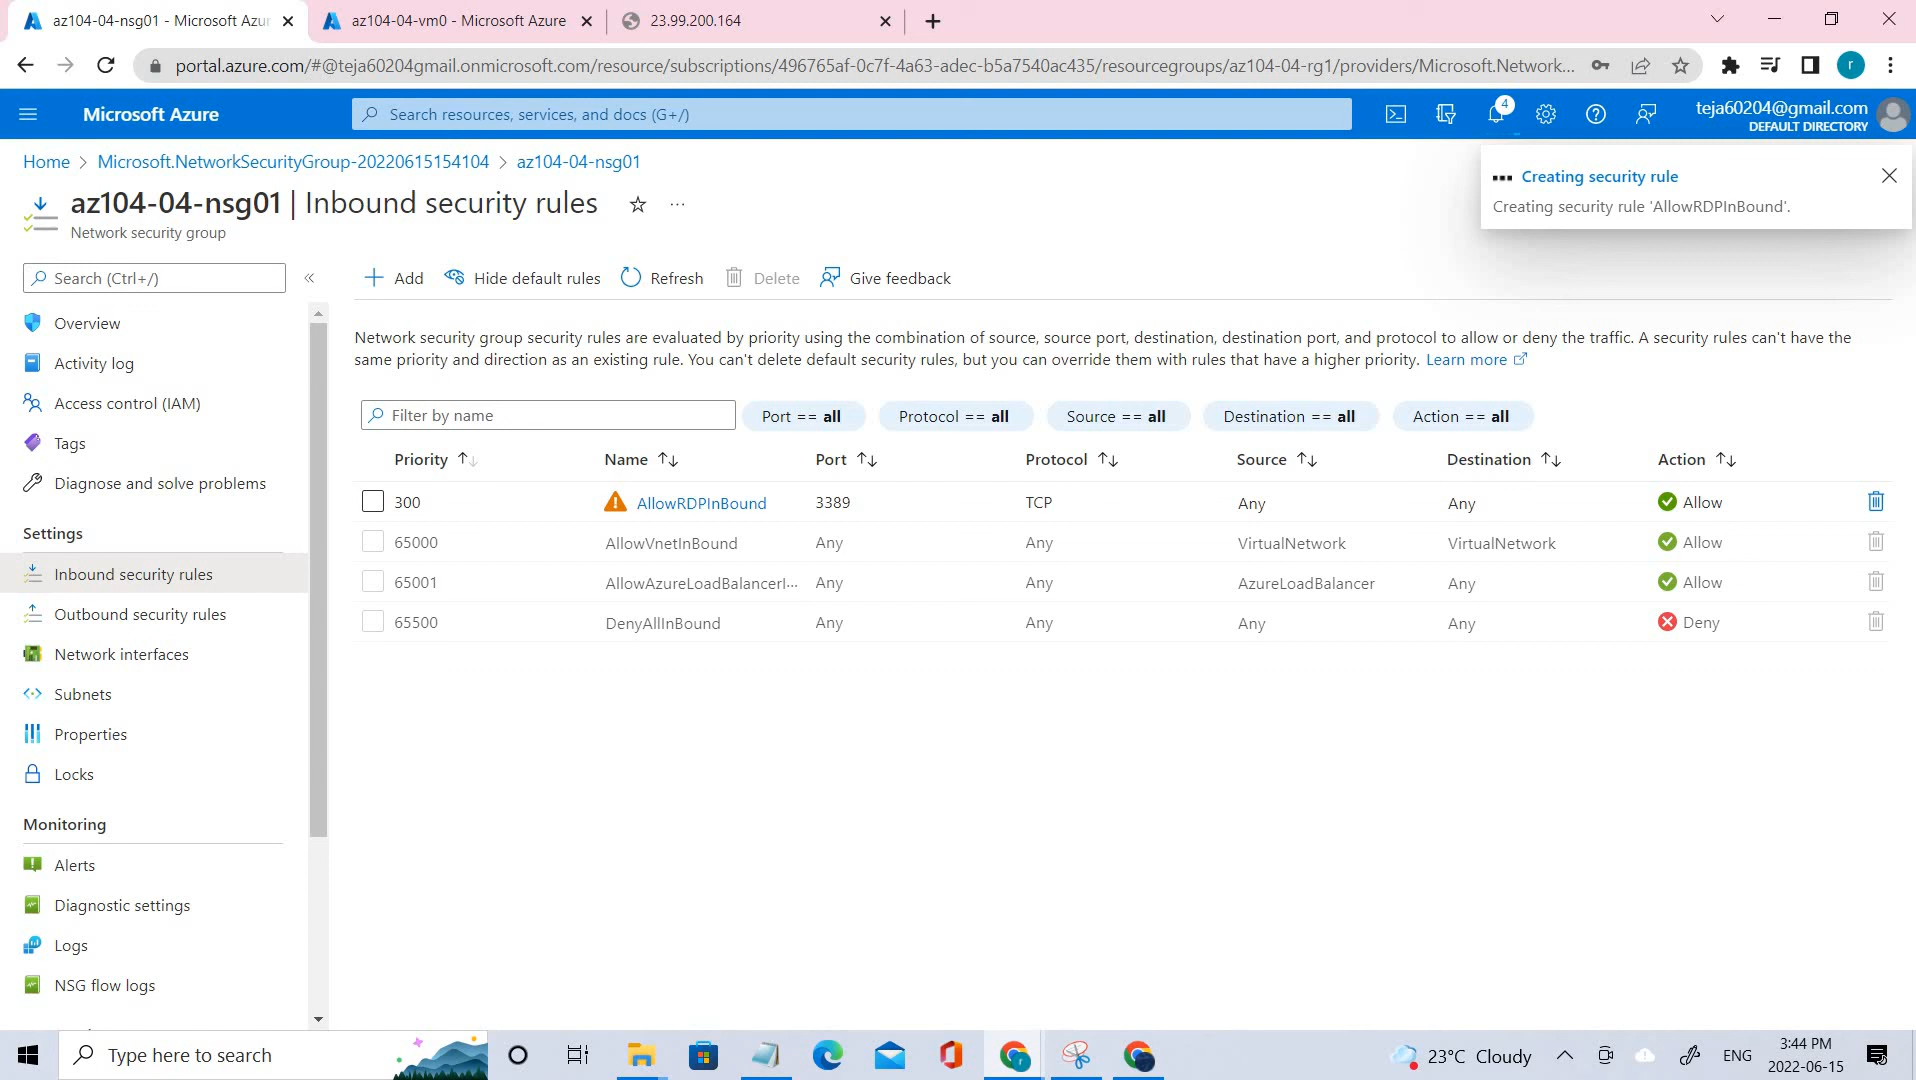 az104-04-nsg01 - Microsoft Azur
az104-04-vm0 - Microsoft Azure
23.99.200.164
portal.azure.com/#@teja60204gmail.onmicrosoft.com/resource/subscriptions/496765af-0c7f-4a63-adec-b5a7540ac435/resourcegroups/az104-04-rg1/providers/Microsoft.Network...
r
Microsoft Azure
Search resources, services, and docs (G+/)
4
teja60204@gmail.com
DEFAULT DIRECTORY
Home > Microsoft.NetworkSecurityGroup-20220615154104 > az104-04-nsg01
Creating security rule
Creating security rule 'AllowRDPInBound'.
az104-04-nsg01 | Inbound security rules
Network security group
Search (Ctrl+/)
Add Hide default rules Refresh Delete Give feedback
Overview
Activity log
Access control (IAM)
Tags
Diagnose and solve problems
Settings
Inbound security rules
Outbound security rules
Network interfaces
Subnets
Properties
Locks
Monitoring
Alerts
Diagnostic settings
Logs
NSG flow logs
Network security group security rules are evaluated by priority using the combination of source, source port, destination, destination port, and protocol to allow or deny the traffic. A security rules can't have the
same priority and direction as an existing rule. You can't delete default security rules, but you can override them with rules that have a higher priority. Learn more
Filter by name Port == all Protocol == all Source == all Destination == all Action == all
Priority Name Port Protocol Source Destination Action
300 AllowRDPInBound 3389 TCP Any Any Allow
65000 AllowVnetInBound Any Any VirtualNetwork VirtualNetwork Allow
65001 AllowAzureLoadBalancerI... Any Any AzureLoadBalancer Any Allow
65500 DenyAllInBound Any Any Any Any Deny
Type here to search
23°C Cloudy
ENG
3:44 PM
2022-06-15